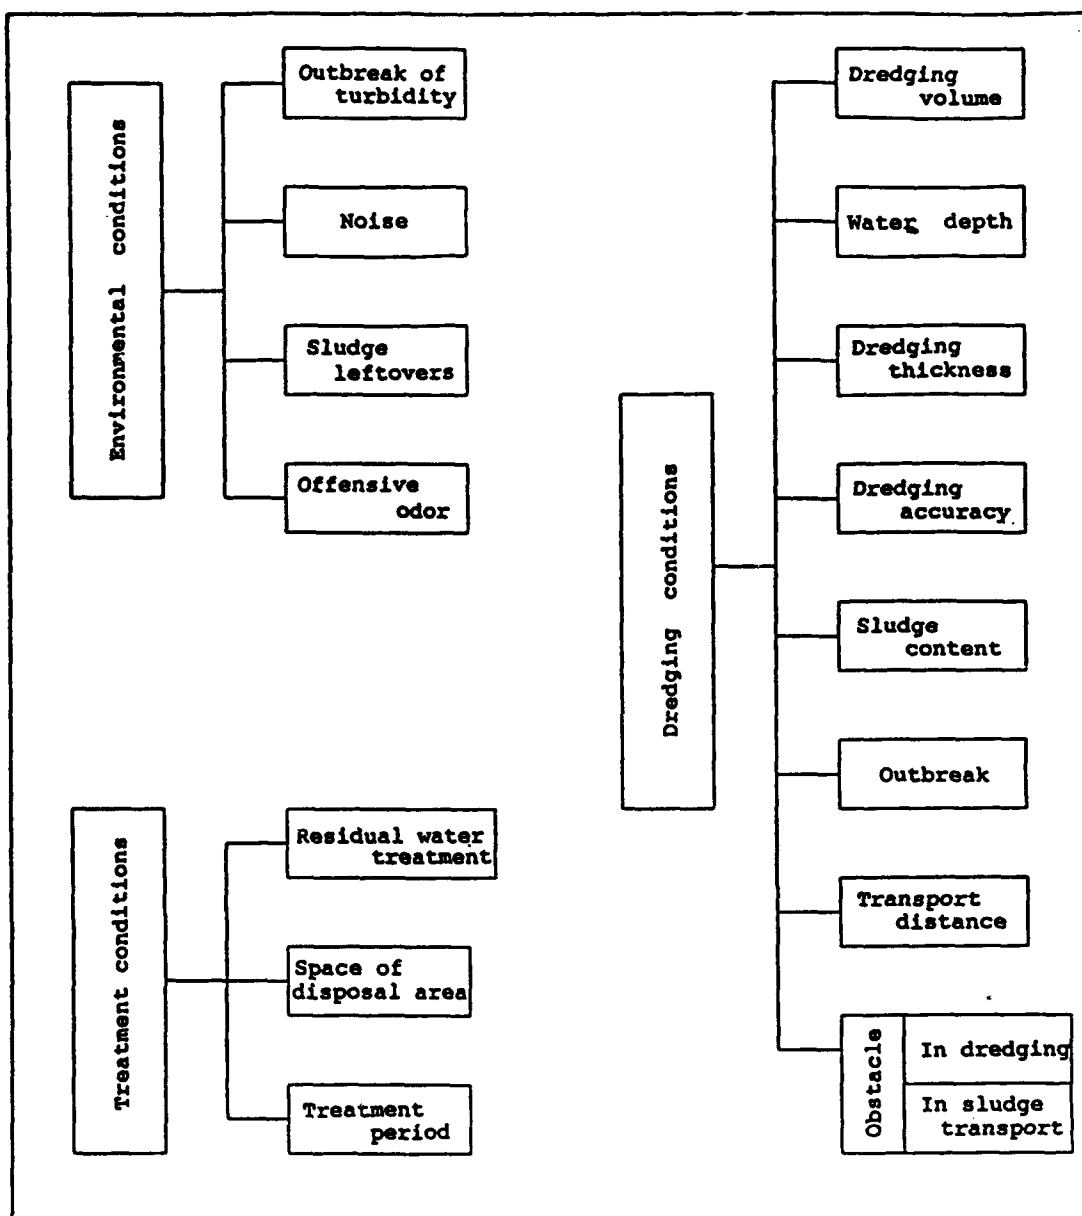 Environmental conditions
Outbreak of
turbidity
Noise
Sludge
leftovers
Offensive
odor
Treatment conditions
Residual water
treatment
Space of
disposal area
Treatment
period
Dredging conditions
Dredging
volume
Water depth
Dredging
thickness
Dredging
accuracy
Sludge
content
Outbreak
Transport
distance
Obstacle
In dredging
In sludge
transport